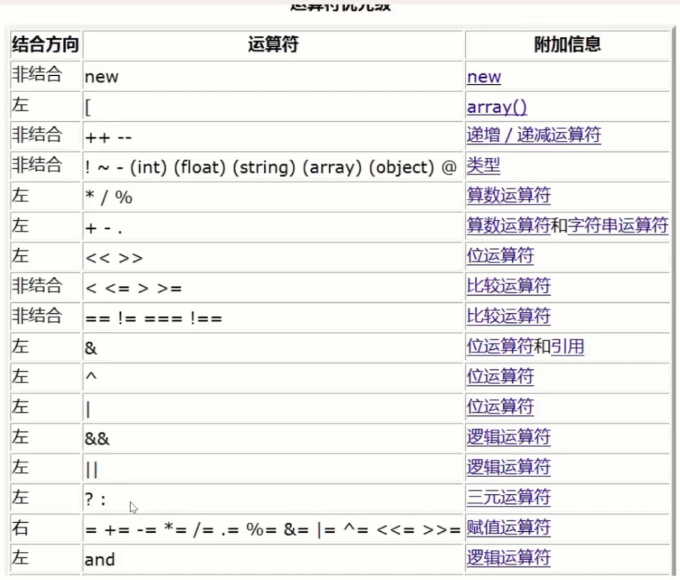 运算符优先级
结合方向 运算符 附加信息
非结合 new new
左 [ array()
非结合 ++ -- 递增 / 递减运算符
非结合 ! ~ - (int) (float) (string) (array) (object) @ 类型
左 * / % 算数运算符
左 + - . 算数运算符和字符串运算符
左 << >> 位运算符
非结合 < <= > >= 比较运算符
非结合 == != === !== 比较运算符
左 & 位运算符和引用
左 ^ 位运算符
左 | 位运算符
左 && 逻辑运算符
左 || 逻辑运算符
左 ? : 三元运算符
右 = += -= *= /= .= %= &= |= ^= <<= >>= 赋值运算符
左 and 逻辑运算符